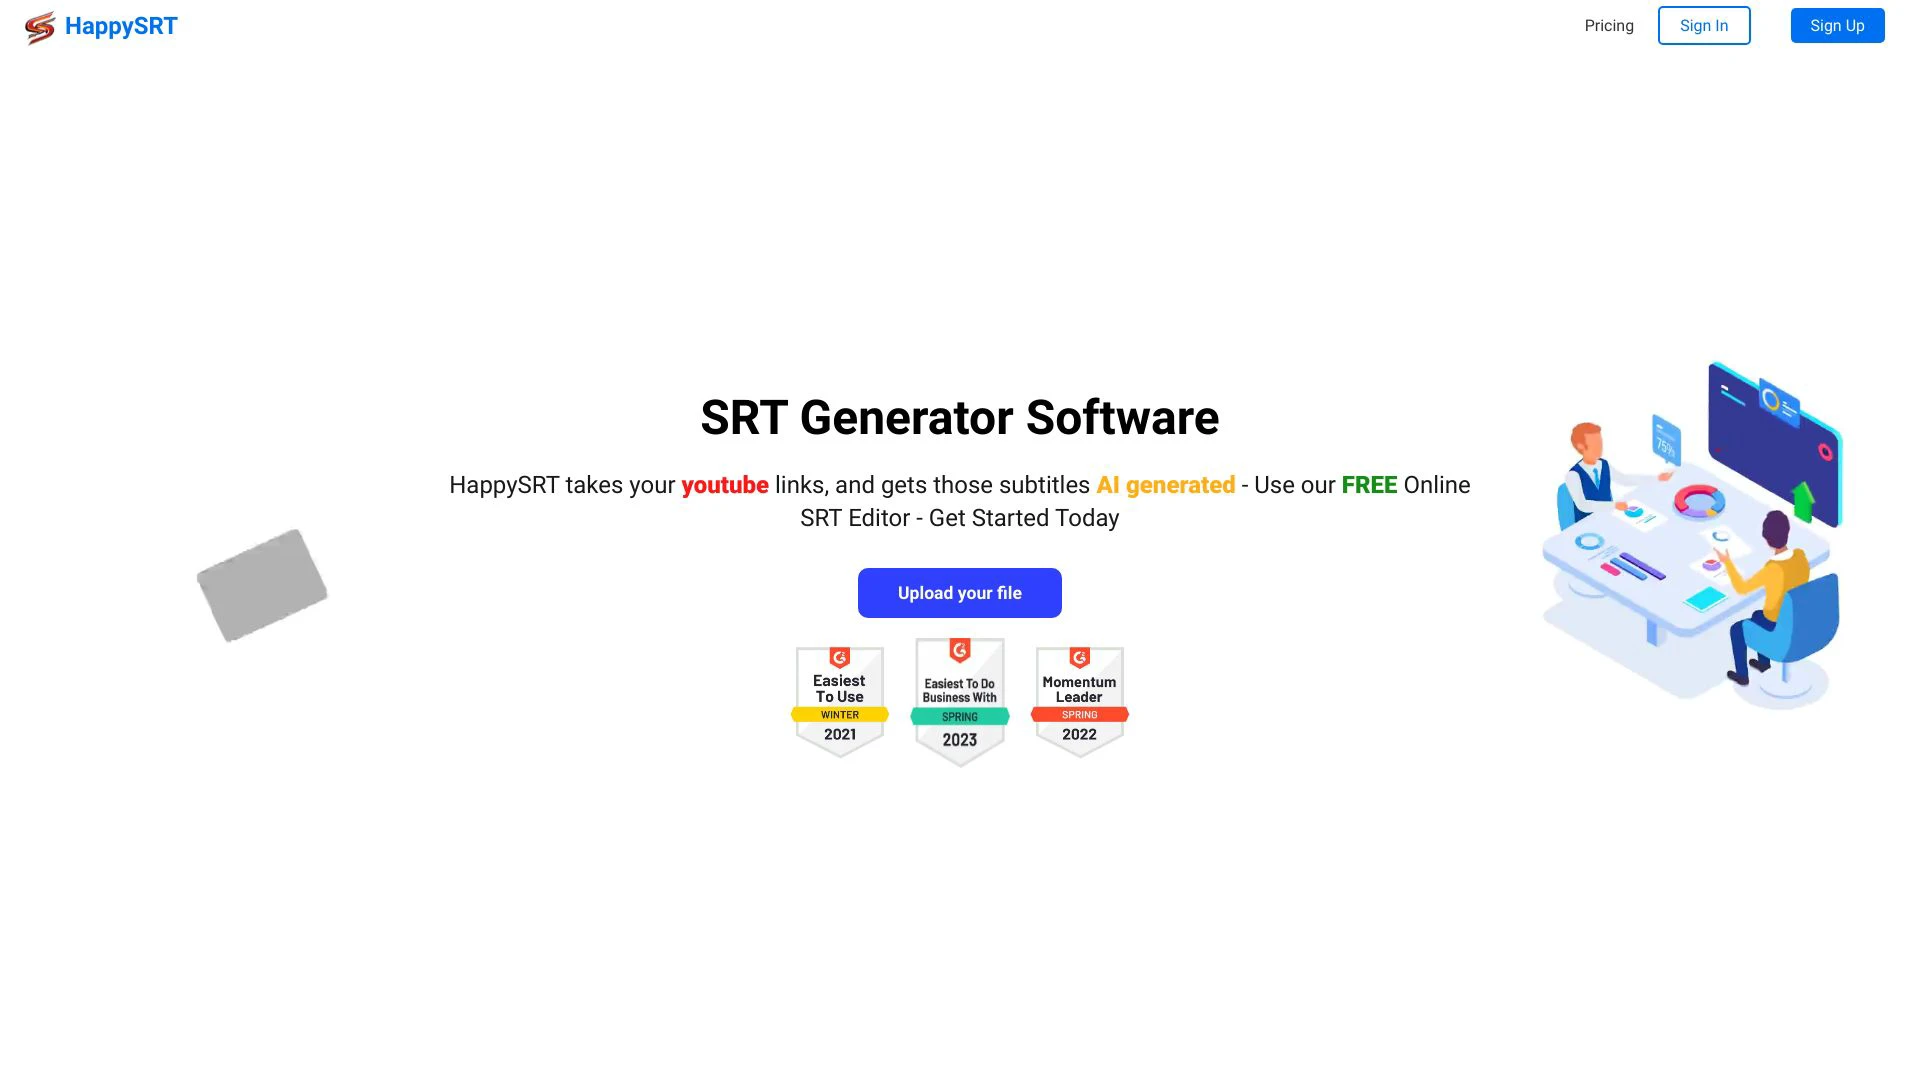 HappySRT
Pricing
Sign In
Sign Up
SRT Generator Software
HappySRT takes your youtube links, and gets those subtitles AI generated - Use our FREE Online
SRT Editor - Get Started Today
75%
Upload your file
Easiest
To Use
WINTER
2021
Easiest To Do
Business With
SPRING
2023
Momentum
Leader
SPRING
2022